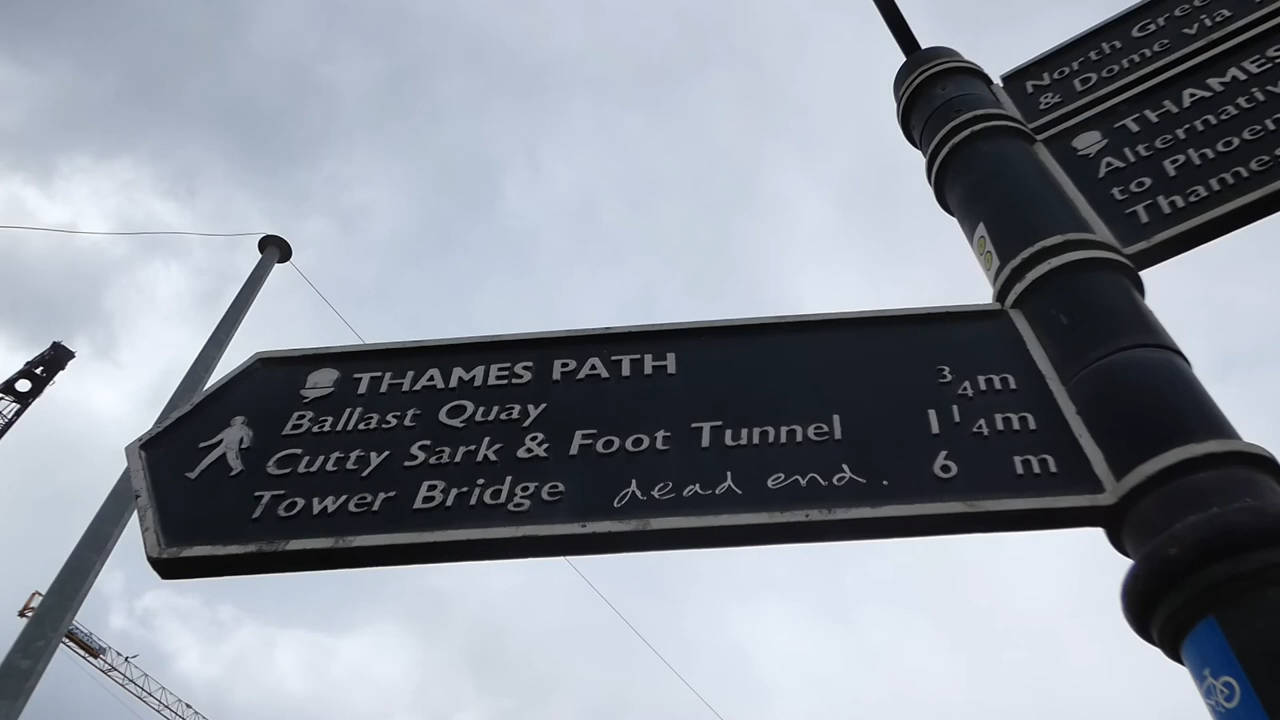 North
& Dome via
THAMES
Alternativ
to Phoen
Thames
THAMES PATH
Ballast Quay 3/4m
Cutty Sark & Foot Tunnel 1 1/4m
Tower Bridge dead end. 6 m